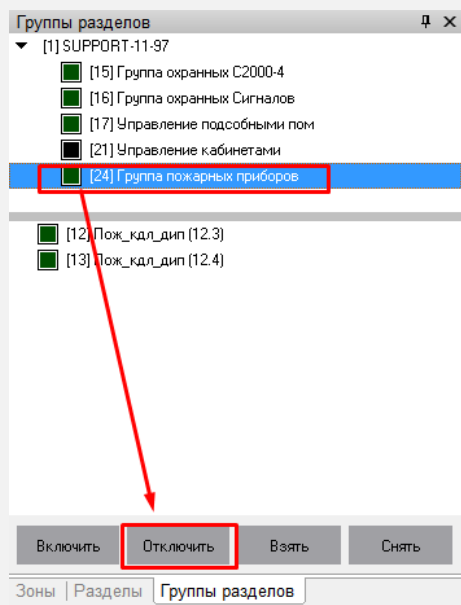 Группы разделов
[1] SUPPORT-11-97
[15] Группа охранных С2000-4
[16] Группа охранных Сигналов
[17] Управление подсобными пом
[21] Управление кабинетами
[24] Группа пожарных приборов
[12] Пож_кдл_дип (12.3)
[13] Пож_кдл_дип (12.4)
Включить Отключить Взять Снять
Зоны Разделы Группы разделов